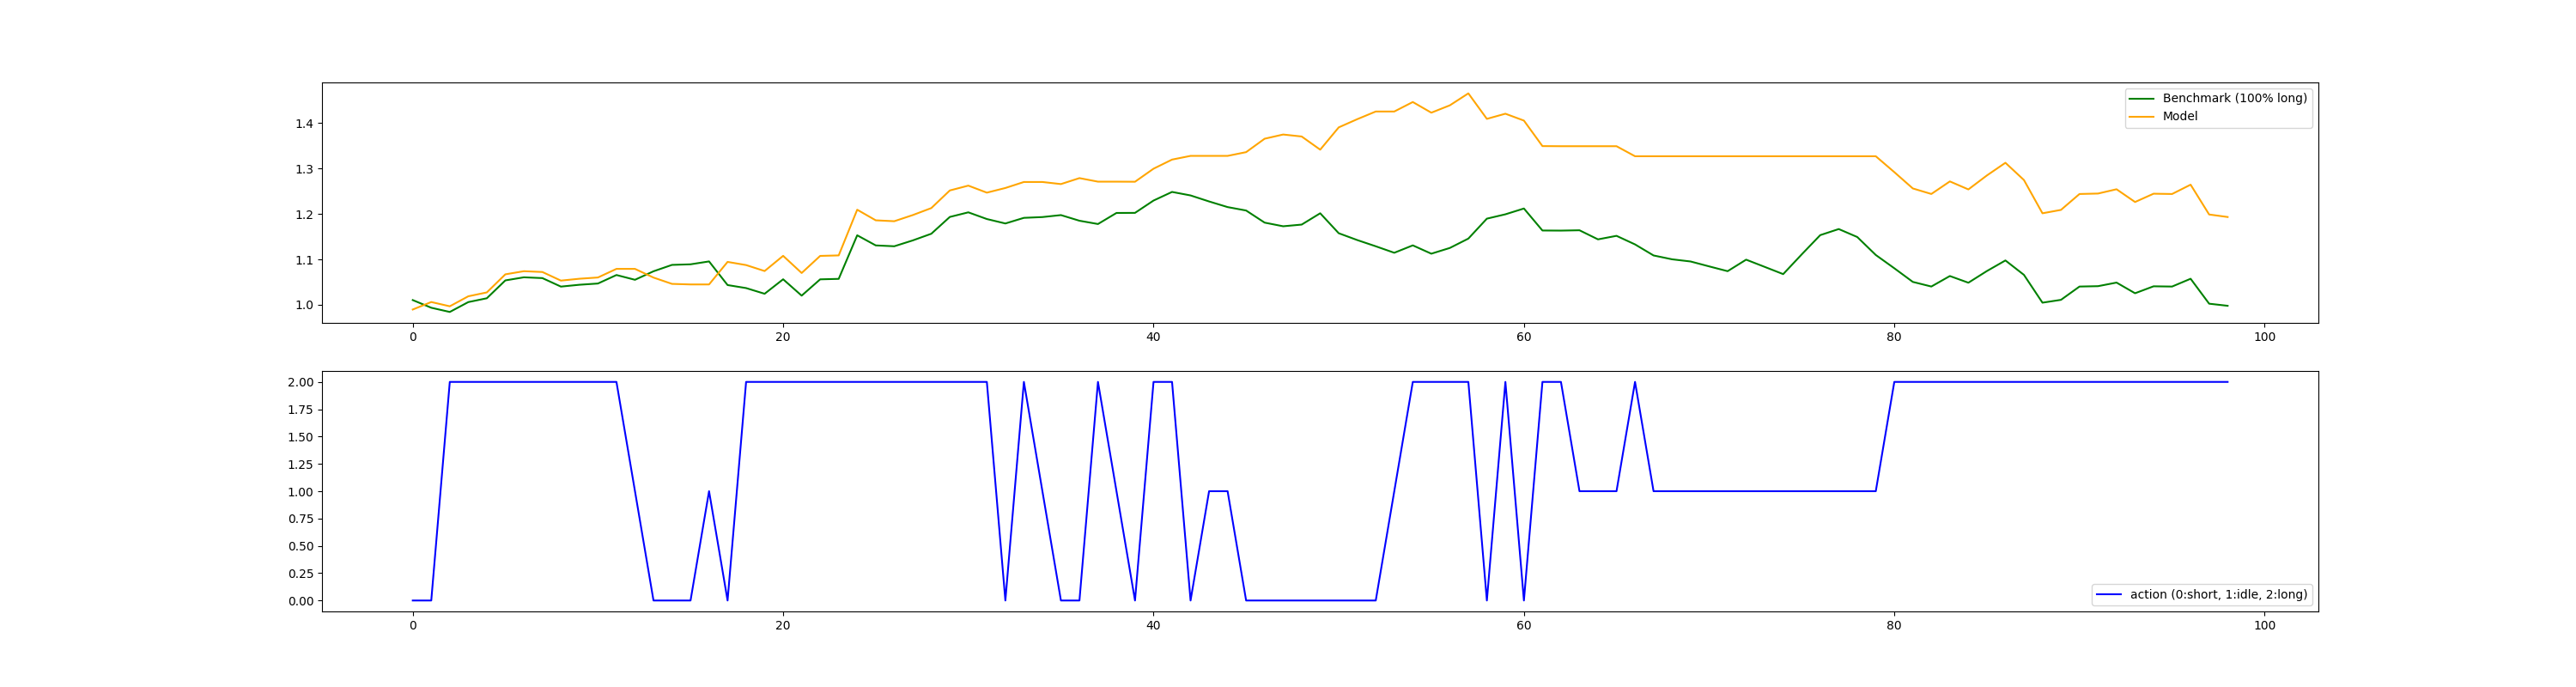 Benchmark (100% long)
Model
1.4
1.3
1.2
1.1
1.0
0 20 40 60 80 100
2.00
1.75
1.50
1.25
1.00
0.75
0.50
0.25
0.00
action (0:short, 1:idle, 2:long)
0 20 40 60 80 100